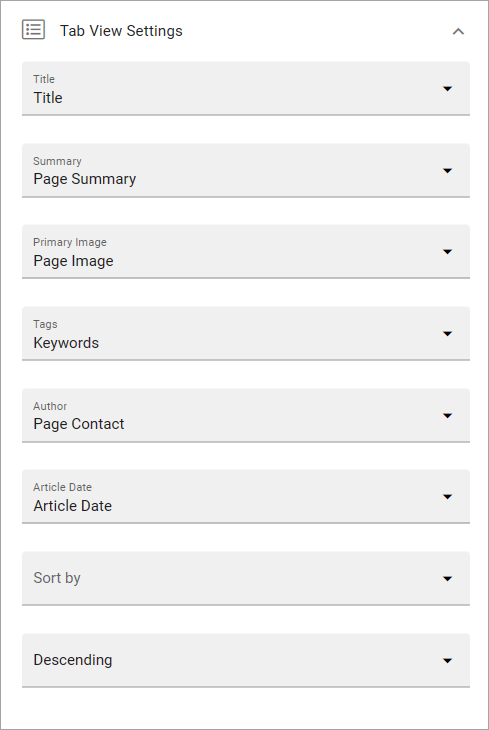 Tab View Settings
Title
Title
Summary
Page Summary
Primary Image
Page Image
Tags
Keywords
Author
Page Contact
Article Date
Article Date
Sort by
Descending